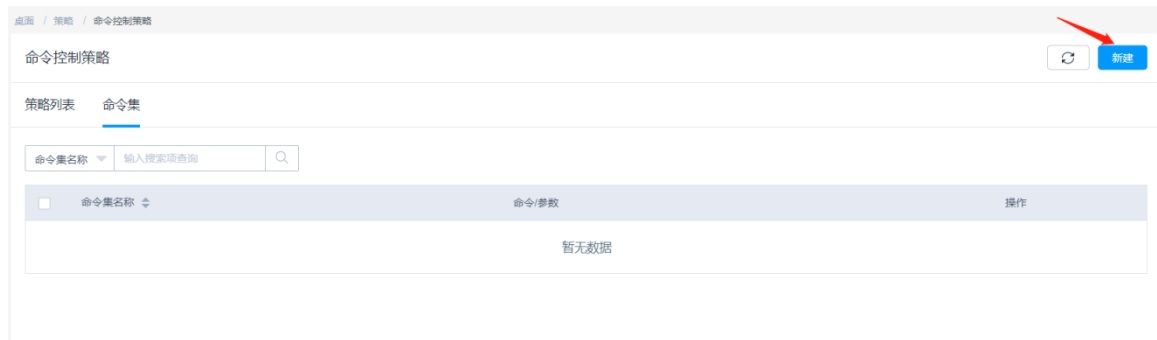 桌面 / 策略 / 命令控制策略
命令控制策略 新建
策略列表 命令集
命令集名称 输入搜索项查询
命令集名称 命令/参数 操作
暂无数据